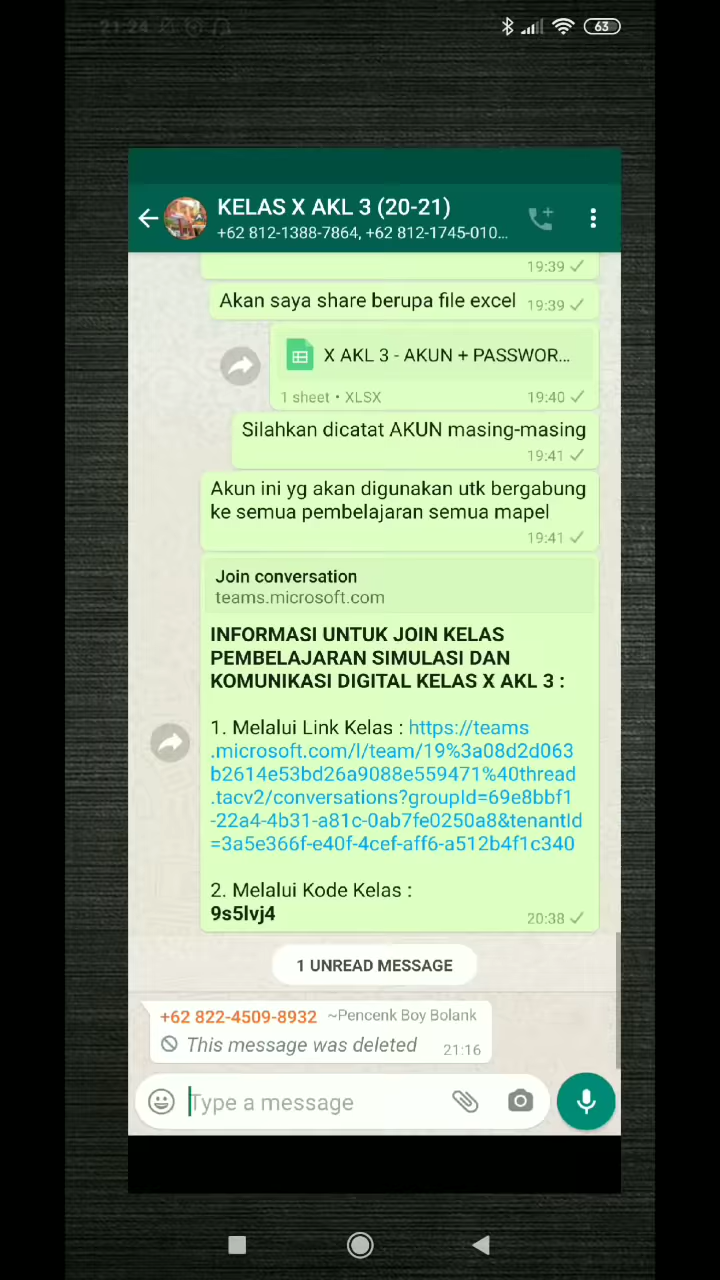 21:24
63
KELAS X AKL 3 (20-21)
+62 812-1388-7864, +62 812-1745-010...
19:39
Akan saya share berupa file excel 19:39
X AKL 3 - AKUN + PASSWOR...
1 sheet • XLSX 19:40
Silahkan dicatat AKUN masing-masing
19:41
Akun ini yg akan digunakan utk bergabung
ke semua pembelajaran semua mapel
19:41
Join conversation
teams.microsoft.com
INFORMASI UNTUK JOIN KELAS
PEMBELAJARAN SIMULASI DAN
KOMUNIKASI DIGITAL KELAS X AKL 3 :
1. Melalui Link Kelas : https://teams
.microsoft.com/l/team/19%3a08d2d063
b2614e53bd26a9088e559471%40thread
.tacv2/conversations?groupId=69e8bbf1
-22a4-4b31-a81c-0ab7fe0250a8&tenantId
=3a5e366f-e40f-4cef-aff6-a512b4f1c340
2. Melalui Kode Kelas :
9s5lvj4
20:38
1 UNREAD MESSAGE
+62 822-4509-8932 ~Pencenk Boy Bolank
This message was deleted 21:16
Type a message